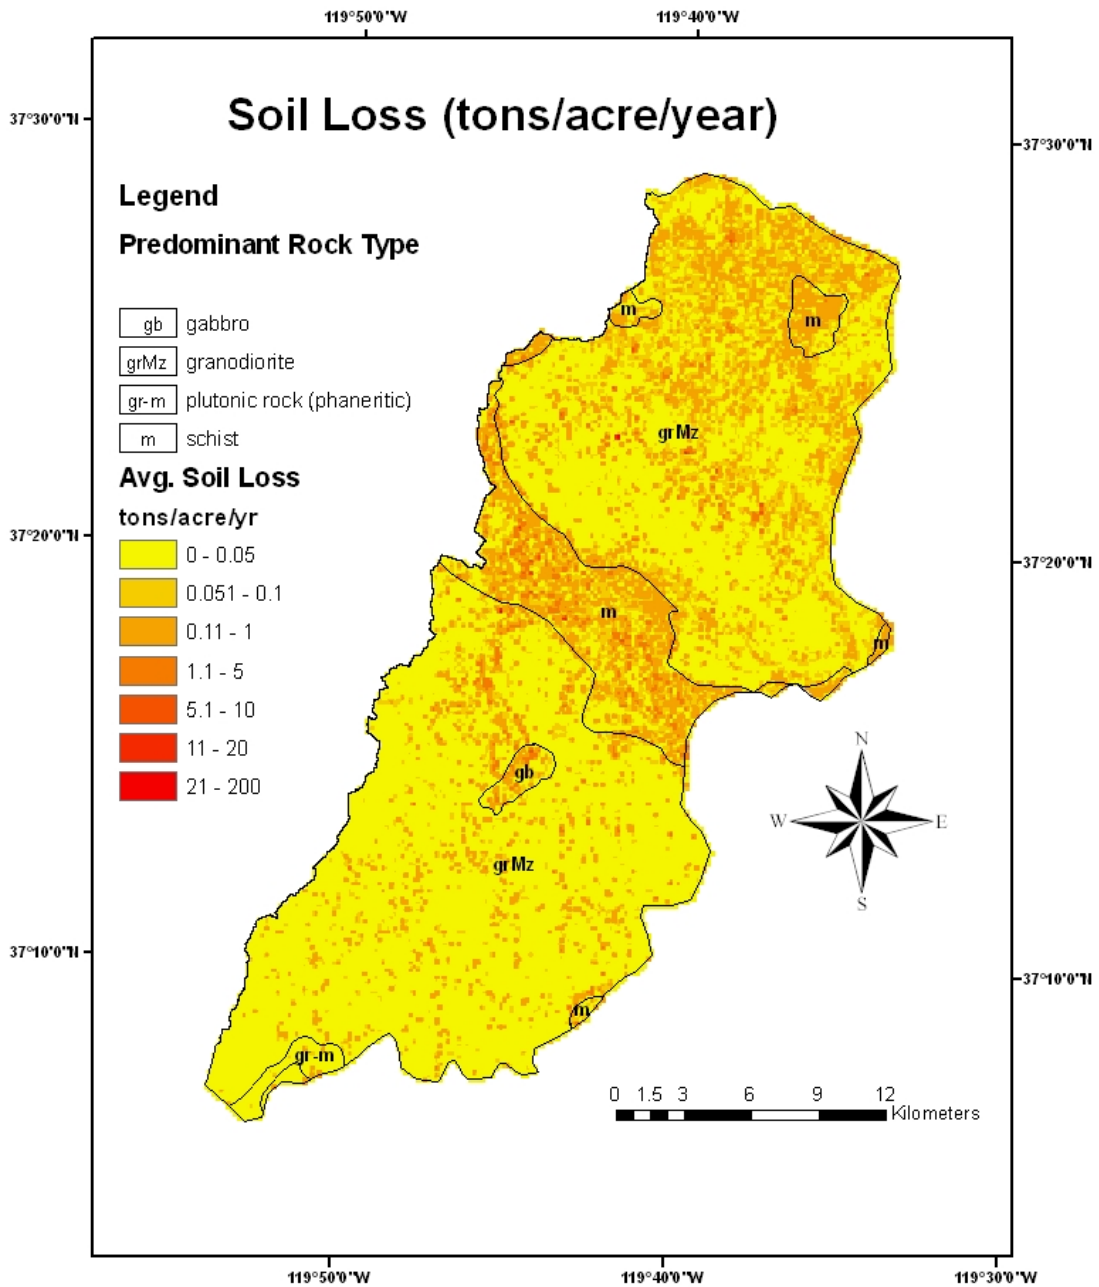 119°50'0"W 119°40'0"W
37°30'0"N
37°30'0"N
Soil Loss (tons/acre/year)
Legend
Predominant Rock Type
gb gabbro
grMz granodiorite
gr-m plutonic rock (phaneritic)
m schist
Avg. Soil Loss
tons/acre/yr
0 - 0.05
0.051 - 0.1
0.11 - 1
1.1 - 5
5.1 - 10
11 - 20
21 - 200
m
m
grMz
37°20'0"N
37°20'0"N
m
m
gb
grMz
N
W E
S
37°10'0"N
37°10'0"N
m
gr-m
0 1.5 3 6 9 12
Kilometers
119°50'0"W 119°40'0"W 119°30'0"W